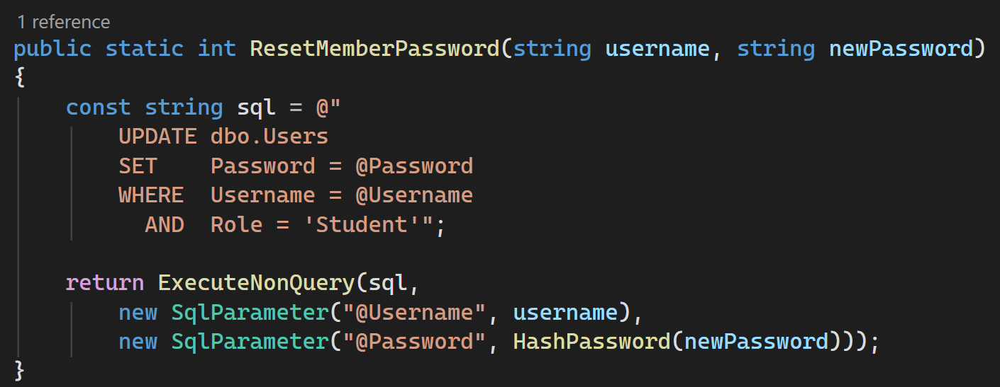 1 reference
public static int ResetMemberPassword(string username, string newPassword)
{
    const string sql = @"
        UPDATE dbo.Users
        SET    Password = @Password
        WHERE  Username = @Username
          AND  Role = 'Student'";

    return ExecuteNonQuery(sql,
        new SqlParameter("@Username", username),
        new SqlParameter("@Password", HashPassword(newPassword)));
}